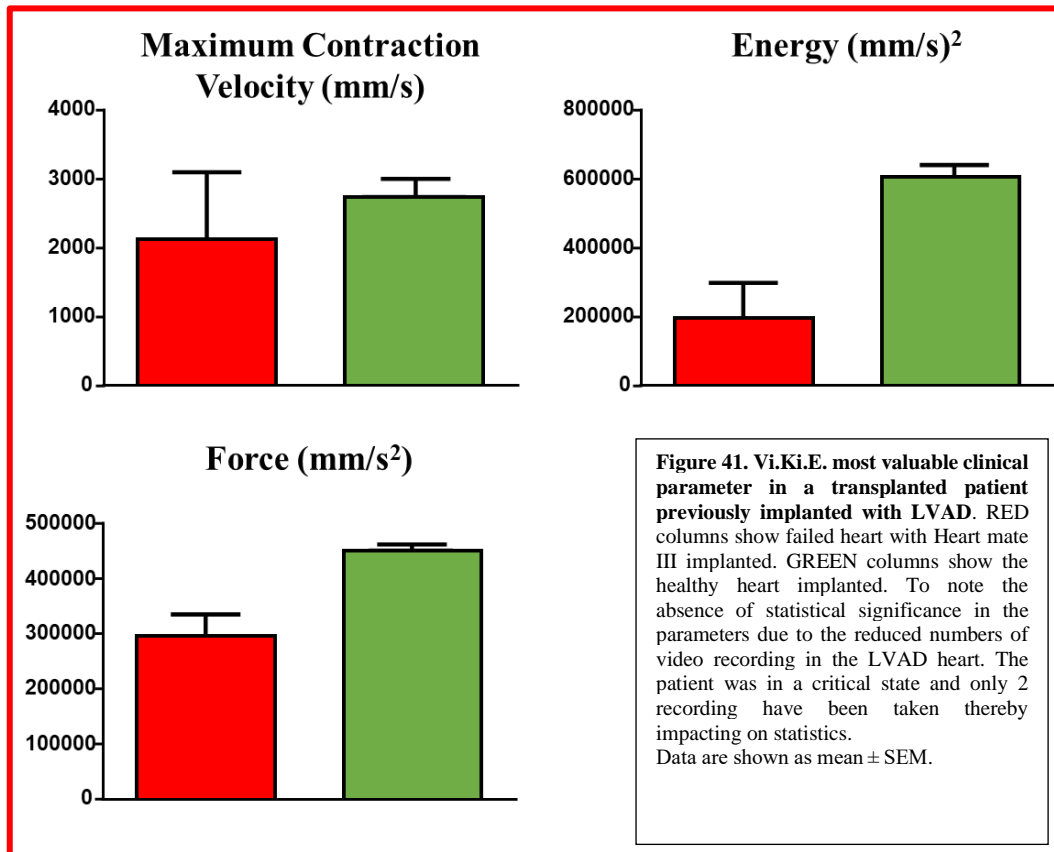 Maximum Contraction
Velocity (mm/s)
4000
3000
2000
1000
0
Energy (mm/s)²
800000
600000
400000
200000
0
Force (mm/s²)
500000
400000
300000
200000
100000
0
Figure 41. Vi.Ki.E. most valuable clinical
parameter in a transplanted patient
previously implanted with LVAD. RED
columns show failed heart with Heart mate
III implanted. GREEN columns show the
healthy heart implanted. To note the
absence of statistical significance in the
parameters due to the reduced numbers of
video recording in the LVAD heart. The
patient was in a critical state and only 2
recording have been taken thereby
impacting on statistics.
Data are shown as mean ± SEM.